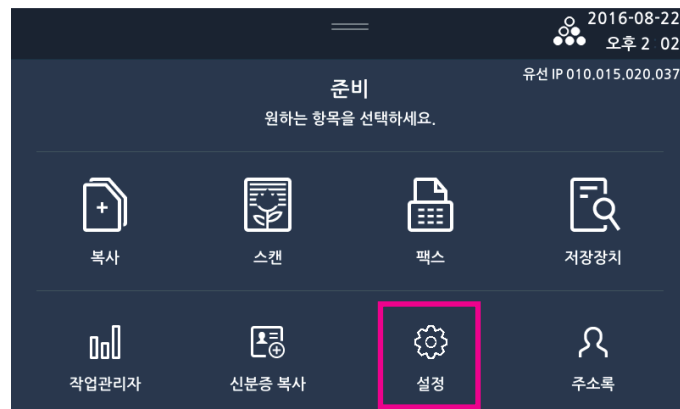 2016-08-22
오후 2 02
유선 IP 010.015.020.037
준비
원하는 항목을 선택하세요.
복사 스캔 팩스 저장장치
작업관리자 신분증 복사 설정 주소록